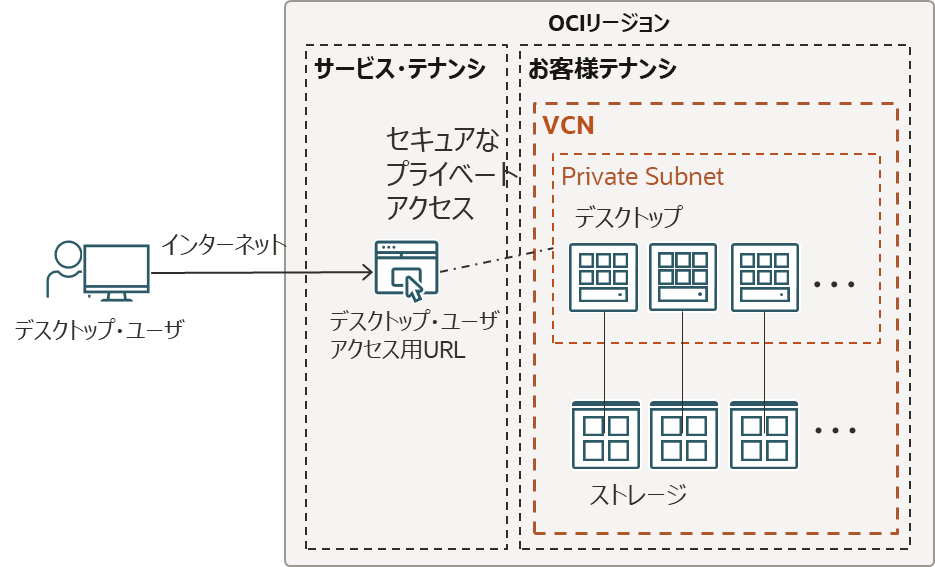 OCIリージョン
サービス・テナンシ
お客様テナンシ
VCN
セキュアな
プライベート
アクセス
Private Subnet
デスクトップ
インターネット
デスクトップ・ユーザ
デスクトップ・ユーザ
アクセス用URL
ストレージ